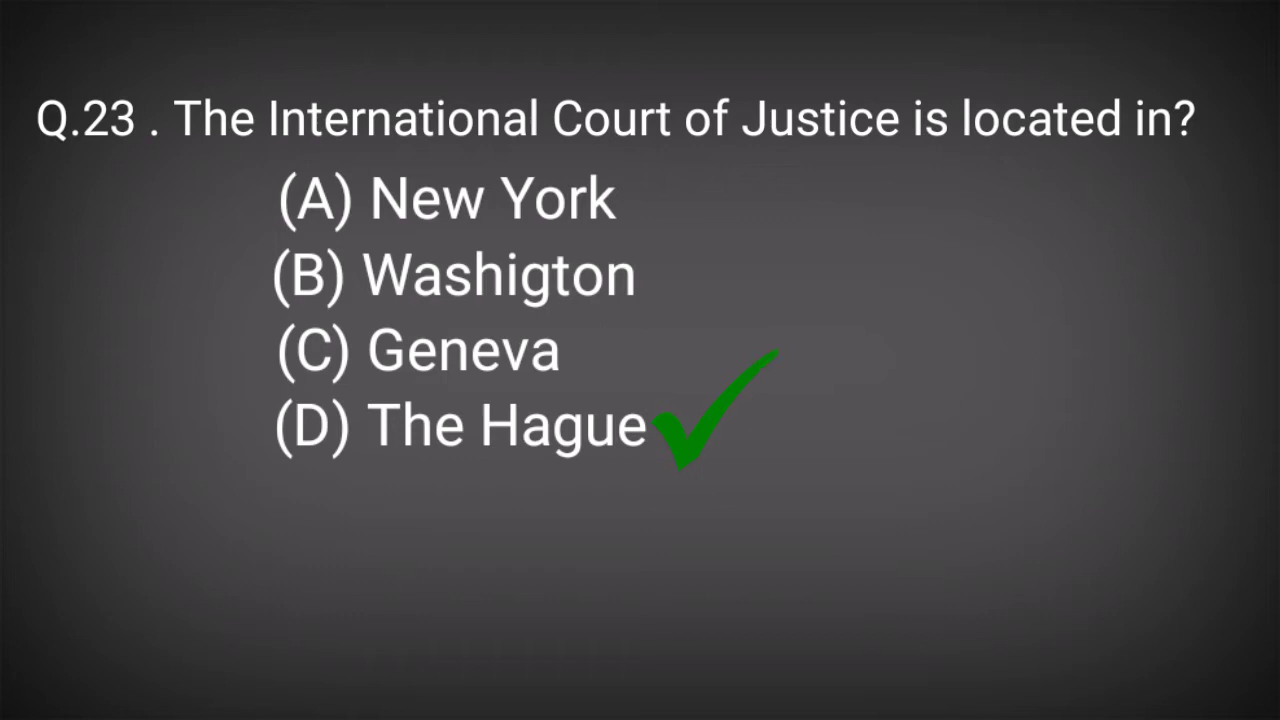 Q.23 . The International Court of Justice is located in?
(A) New York
(B) Washigton
(C) Geneva
(D) The Hague